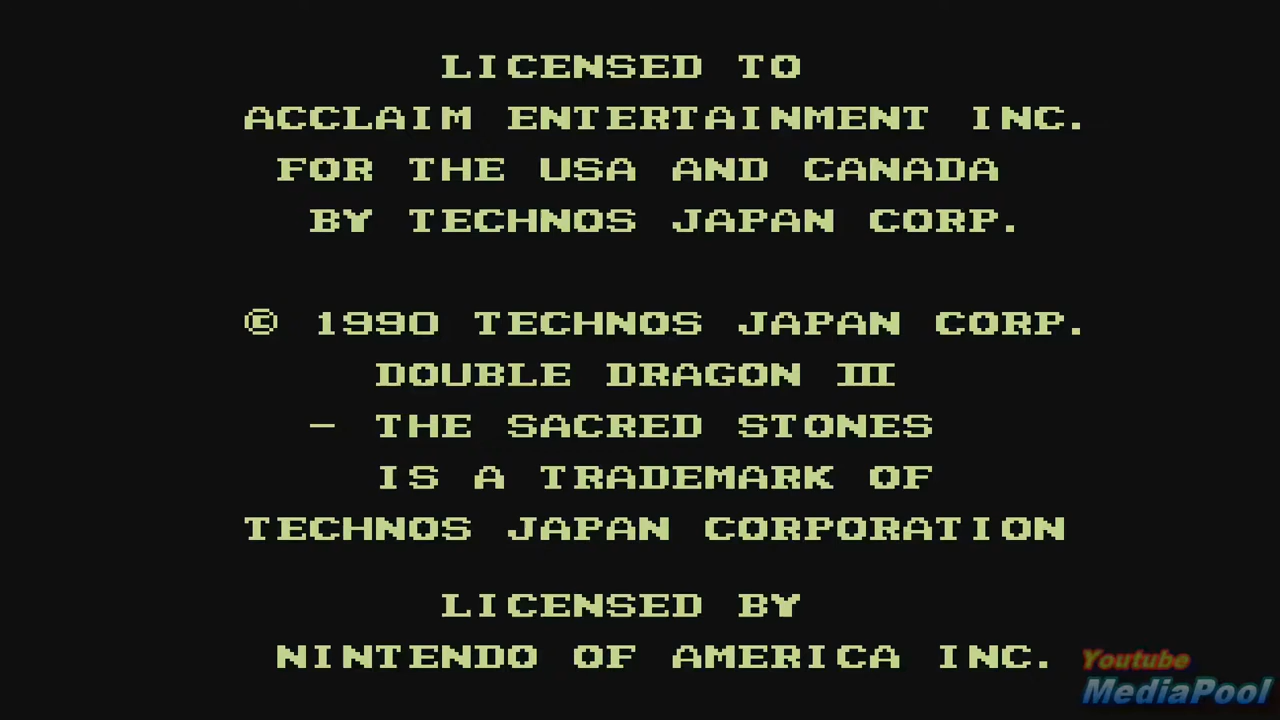 LICENSED TO
ACCLAIM ENTERTAINMENT INC.
FOR THE USA AND CANADA
BY TECHNOS JAPAN CORP.
© 1990 TECHNOS JAPAN CORP.
DOUBLE DRAGON III
- THE SACRED STONES
IS A TRADEMARK OF
TECHNOS JAPAN CORPORATION
LICENSED BY
NINTENDO OF AMERICA INC.
Youtube
MediaPool